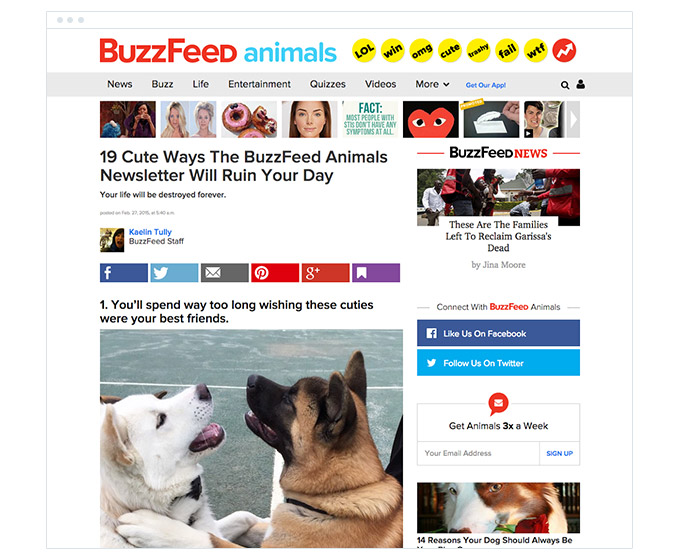 BuzzFeed animals
LOL
win
omg
cute
trashy
fail
wtf
News Buzz Life Entertainment Quizzes Videos More Get Our App!
FACT:
MOST PEOPLE WITH
STIS DON'T HAVE ANY
SYMPTOMS AT ALL.
19 Cute Ways The BuzzFeed Animals
Newsletter Will Ruin Your Day
Your life will be destroyed forever.
posted on Feb. 27, 2015, at 5:40 a.m.
Kaelin Tully
BuzzFeed Staff
f
g+
1. You'll spend way too long wishing these cuties
were your best friends.
BUZZFEED NEWS
These Are The Families
Left To Reclaim Garissa's
Dead
by Jina Moore
Connect With BuzzFeed Animals
f Like Us On Facebook
Follow Us On Twitter
Get Animals 3x a Week
Your Email Address SIGN UP
14 Reasons Your Dog Should Always Be